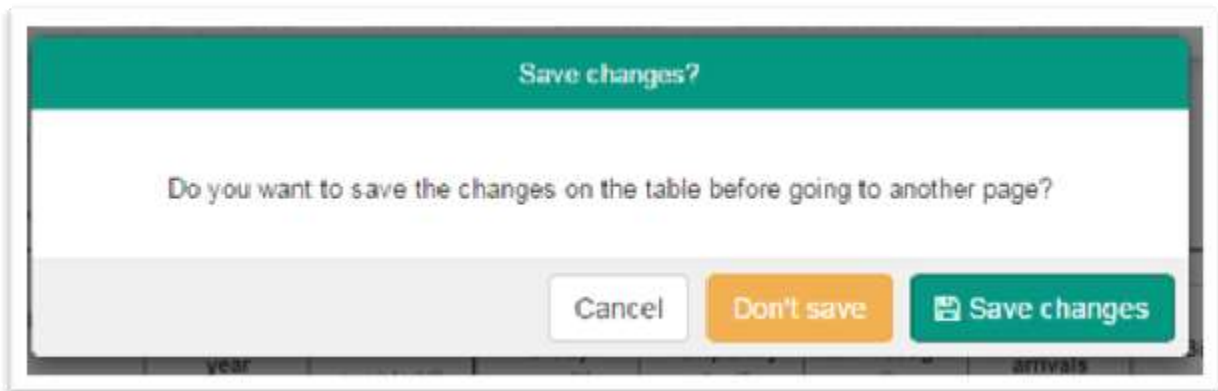 Save changes?
Do you want to save the changes on the table before going to another page?
Cancel Don't save Save changes
year arrivals